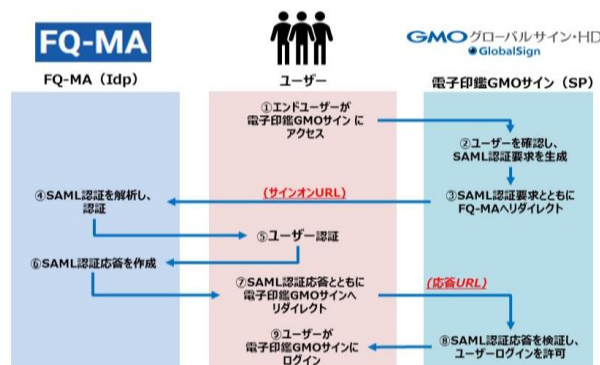 FQ-MA
GMOグローバルサイン・HD
GlobalSign
FQ-MA（Idp）
ユーザー
電子印鑑GMOサイン（SP）
①エンドユーザーが
電子印鑑GMOサイン に
アクセス
②ユーザーを確認し、
SAML認証要求を生成
③SAML認証要求とともに
FQ-MAへリダイレクト
(サインオンURL)
④SAML認証を解析し、
認証
⑤ユーザー認証
⑥SAML認証応答を作成
⑦SAML認証応答とともに
電子印鑑GMOサインへ
リダイレクト
(応答URL)
⑧SAML認証応答を検証し、
ユーザーログインを許可
⑨ユーザーが
電子印鑑GMOサインに
ログイン